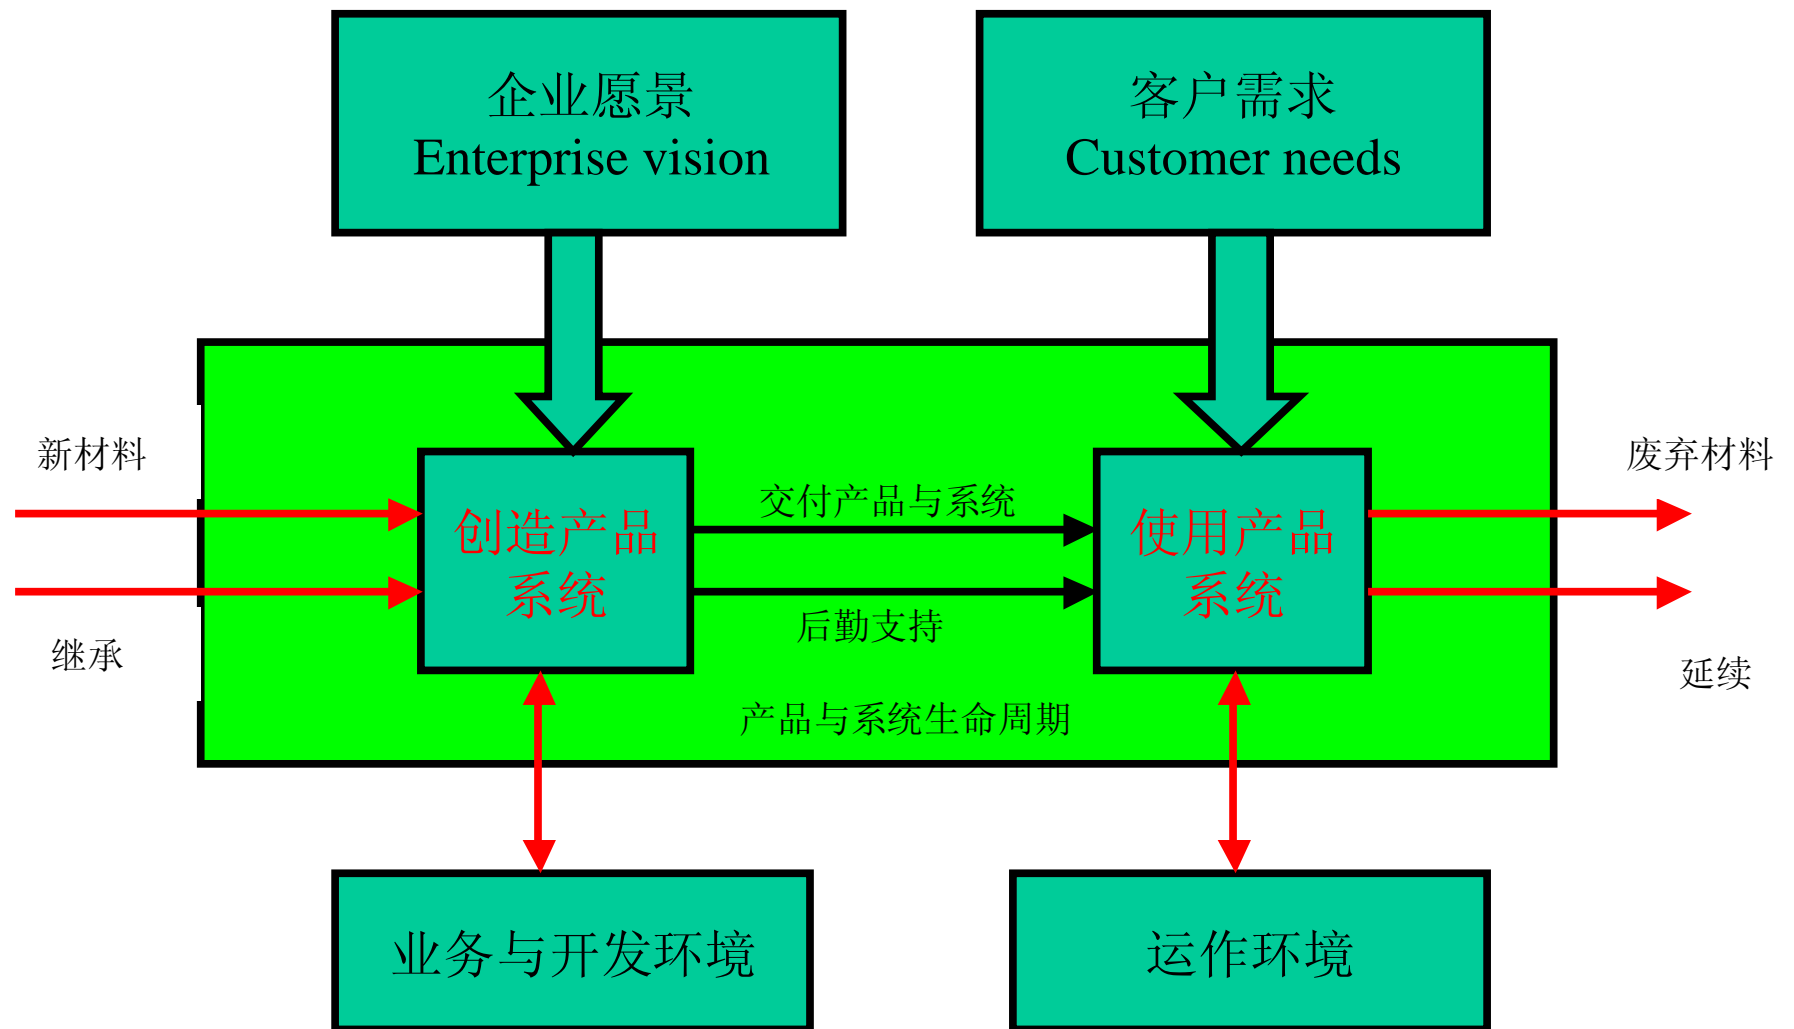 企业愿景
Enterprise vision
客户需求
Customer needs
新材料
继承
创造产品
系统
交付产品与系统
后勤支持
使用产品
系统
废弃材料
延续
产品与系统生命周期
业务与开发环境
运作环境